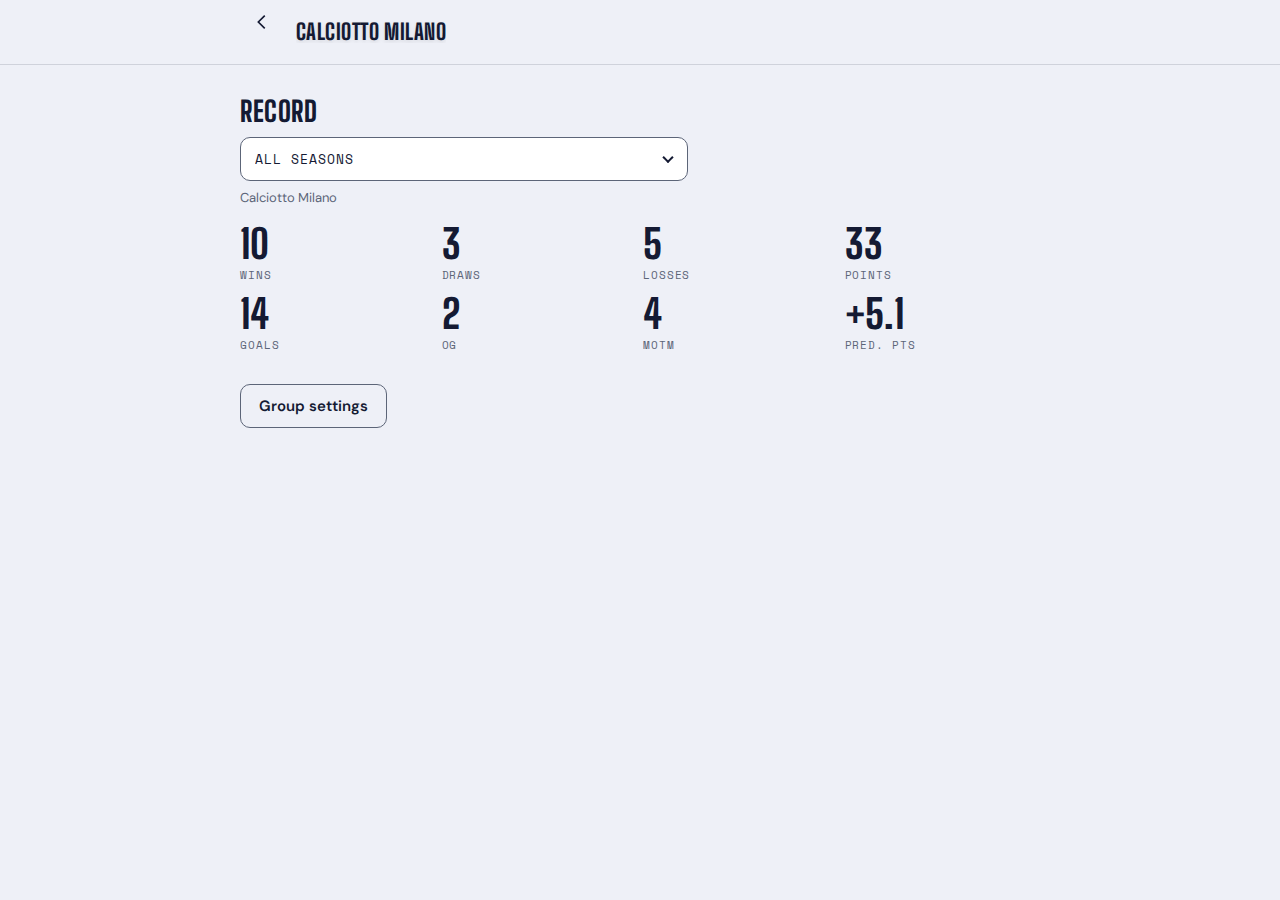 CALCIOTTO MILANO
RECORD
ALL SEASONS
Calciotto Milano
10 3 5 33
WINS DRAWS LOSSES POINTS
14 2 4 +5.1
GOALS OG MOTM PRED. PTS
Group settings